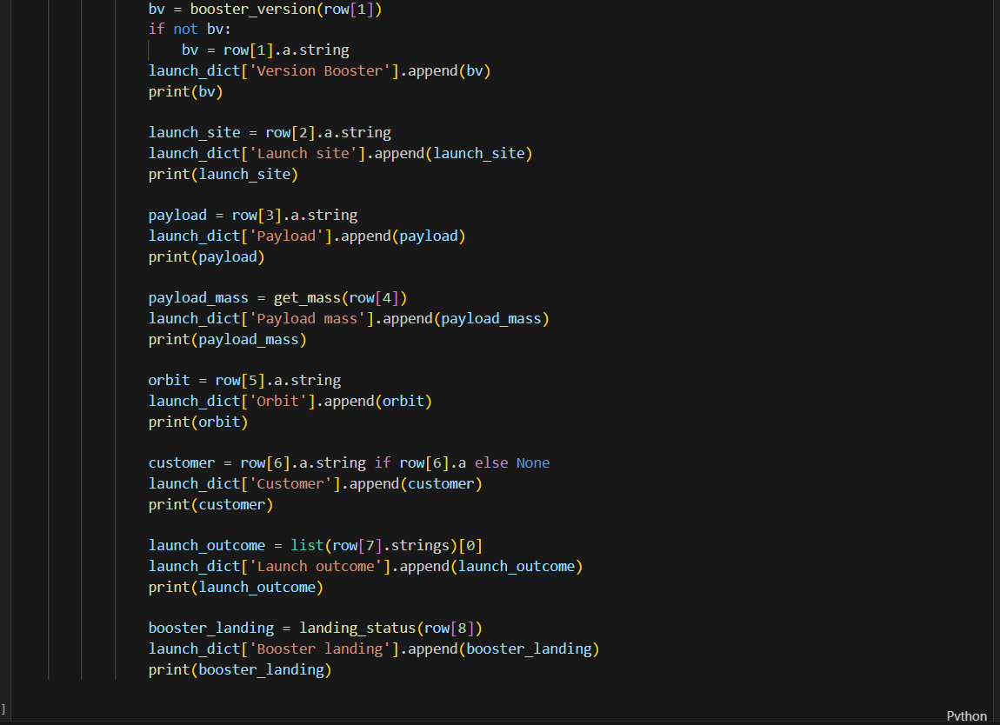 bv = booster_version(row[1])
if not bv:
    bv = row[1].a.string
launch_dict['Version Booster'].append(bv)
print(bv)

launch_site = row[2].a.string
launch_dict['Launch site'].append(launch_site)
print(launch_site)

payload = row[3].a.string
launch_dict['Payload'].append(payload)
print(payload)

payload_mass = get_mass(row[4])
launch_dict['Payload mass'].append(payload_mass)
print(payload_mass)

orbit = row[5].a.string
launch_dict['Orbit'].append(orbit)
print(orbit)

customer = row[6].a.string if row[6].a else None
launch_dict['Customer'].append(customer)
print(customer)

launch_outcome = list(row[7].strings)[0]
launch_dict['Launch outcome'].append(launch_outcome)
print(launch_outcome)

booster_landing = landing_status(row[8])
launch_dict['Booster landing'].append(booster_landing)
print(booster_landing)
]
Python